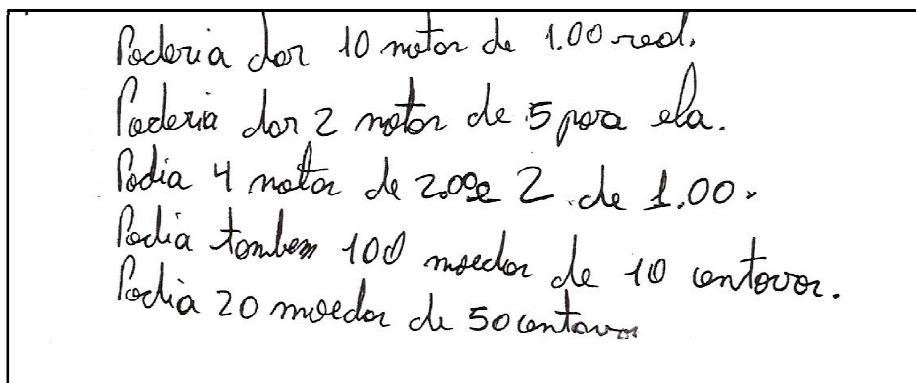 Poderia dar 10 notas de 1.00 real.
Poderia dar 2 notas de 5 para ela.
Podia 4 notas de 2.00 e 2 de 1.00.
Podia tambem 100 moedas de 10 centavos.
Podia 20 moedas de 50 centavos